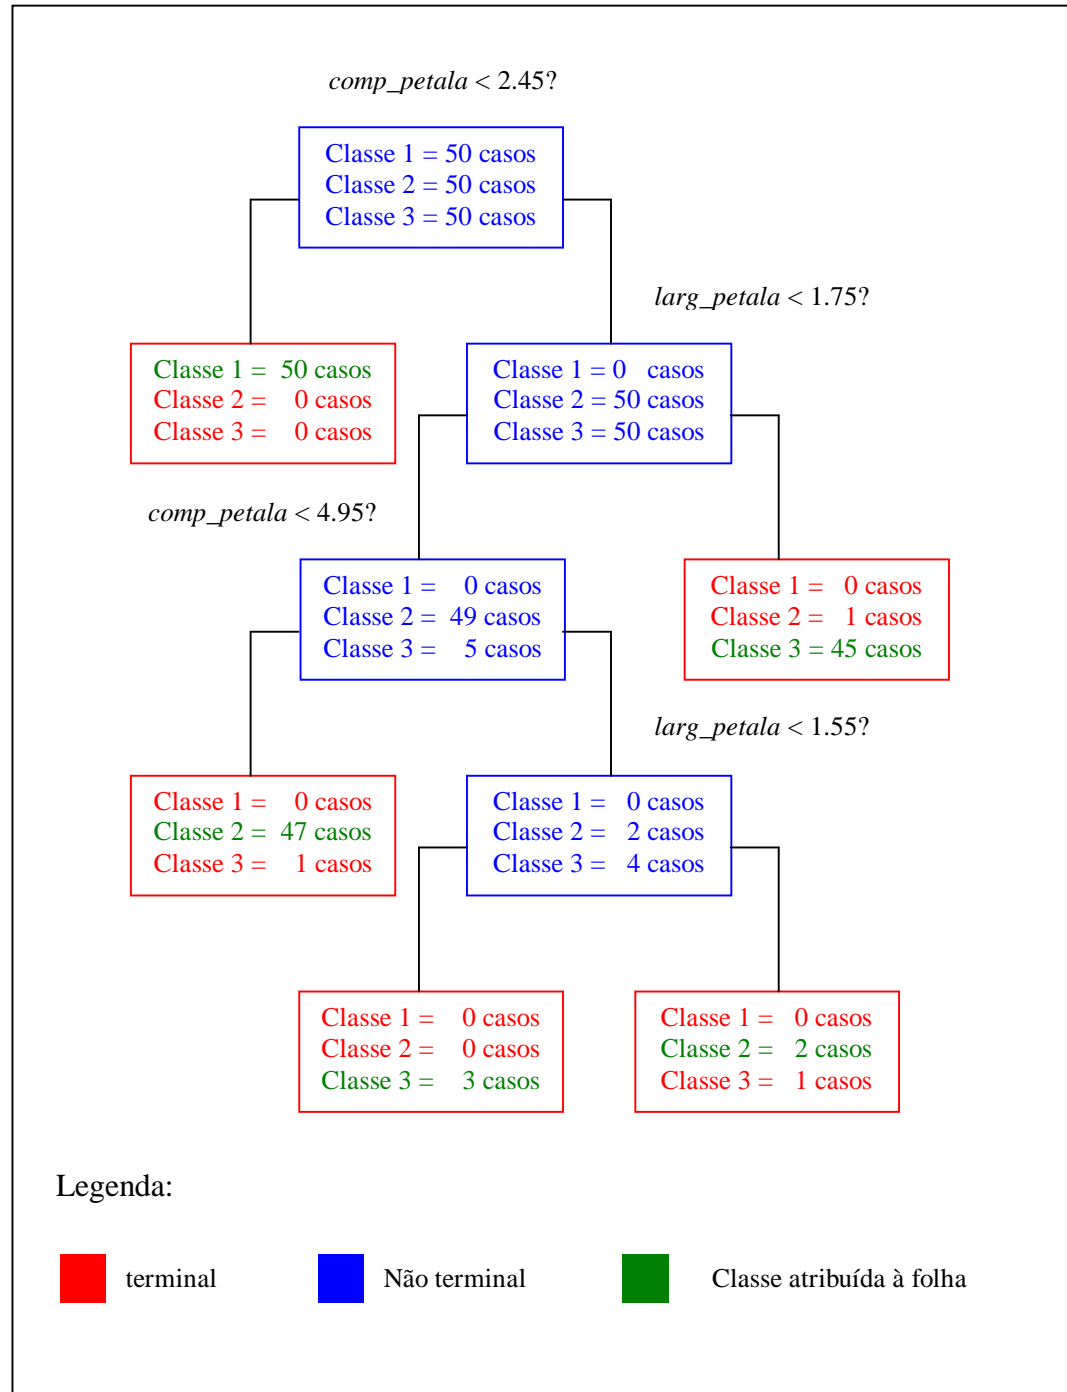 comp_petala < 2.45?
Classe 1 = 50 casos
Classe 2 = 50 casos
Classe 3 = 50 casos
larg_petala < 1.75?
Classe 1 = 50 casos
Classe 2 = 0 casos
Classe 3 = 0 casos
Classe 1 = 0 casos
Classe 2 = 50 casos
Classe 3 = 50 casos
comp_petala < 4.95?
Classe 1 = 0 casos
Classe 2 = 49 casos
Classe 3 = 5 casos
Classe 1 = 0 casos
Classe 2 = 1 casos
Classe 3 = 45 casos
larg_petala < 1.55?
Classe 1 = 0 casos
Classe 2 = 47 casos
Classe 3 = 1 casos
Classe 1 = 0 casos
Classe 2 = 2 casos
Classe 3 = 4 casos
Classe 1 = 0 casos
Classe 2 = 0 casos
Classe 3 = 3 casos
Classe 1 = 0 casos
Classe 2 = 2 casos
Classe 3 = 1 casos
Legenda:
terminal
Não terminal
Classe atribuída à folha